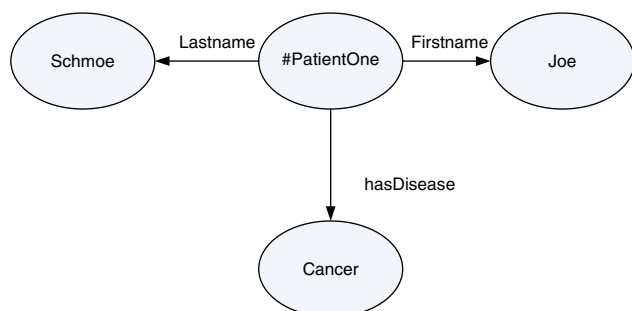 Lastname
Firstname
Schmoe
#PatientOne
Joe
hasDisease
Cancer